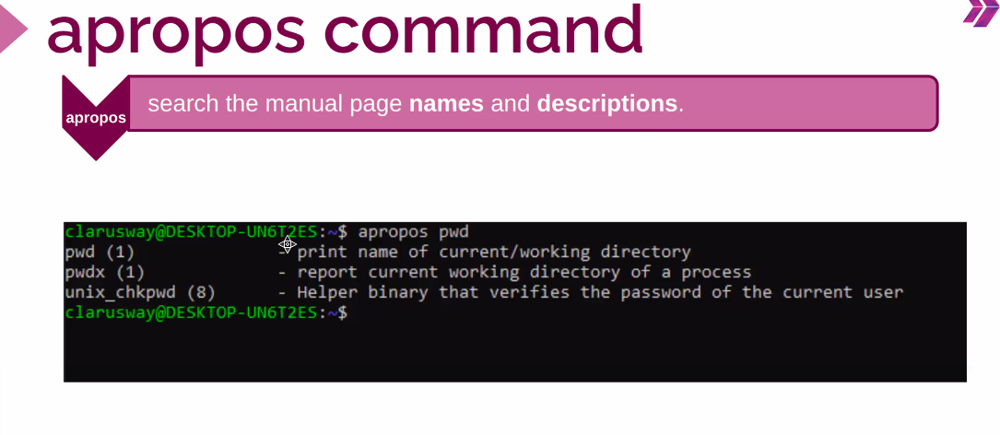 apropos command
apropos
search the manual page names and descriptions.
clarusway@DESKTOP-UN6T2ES:~$ apropos pwd
pwd (1)              - print name of current/working directory
pwdx (1)             - report current working directory of a process
unix_chkpwd (8)      - Helper binary that verifies the password of the current user
clarusway@DESKTOP-UN6T2ES:~$